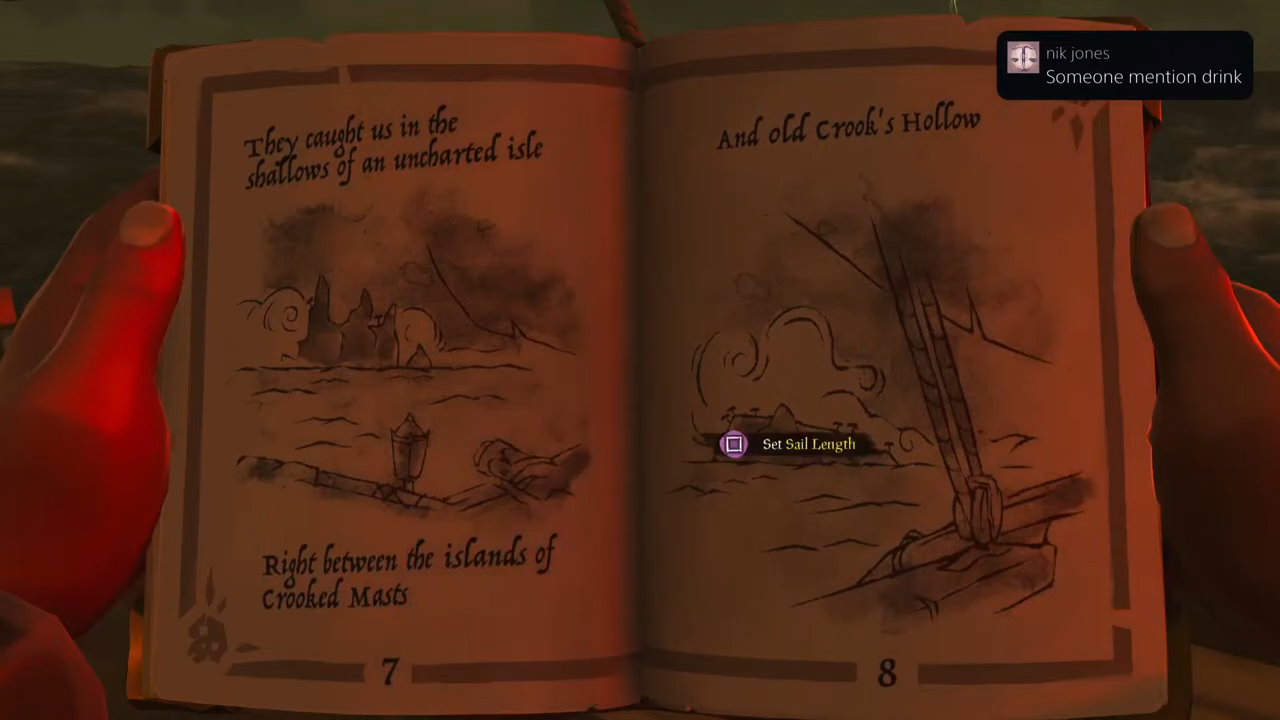 They caught us in the
shallows of an uncharted isle
Right between the islands of
Crooked Masts
7
And old Crook's Hollow
Set Sail Length
8
nik jones
Someone mention drink